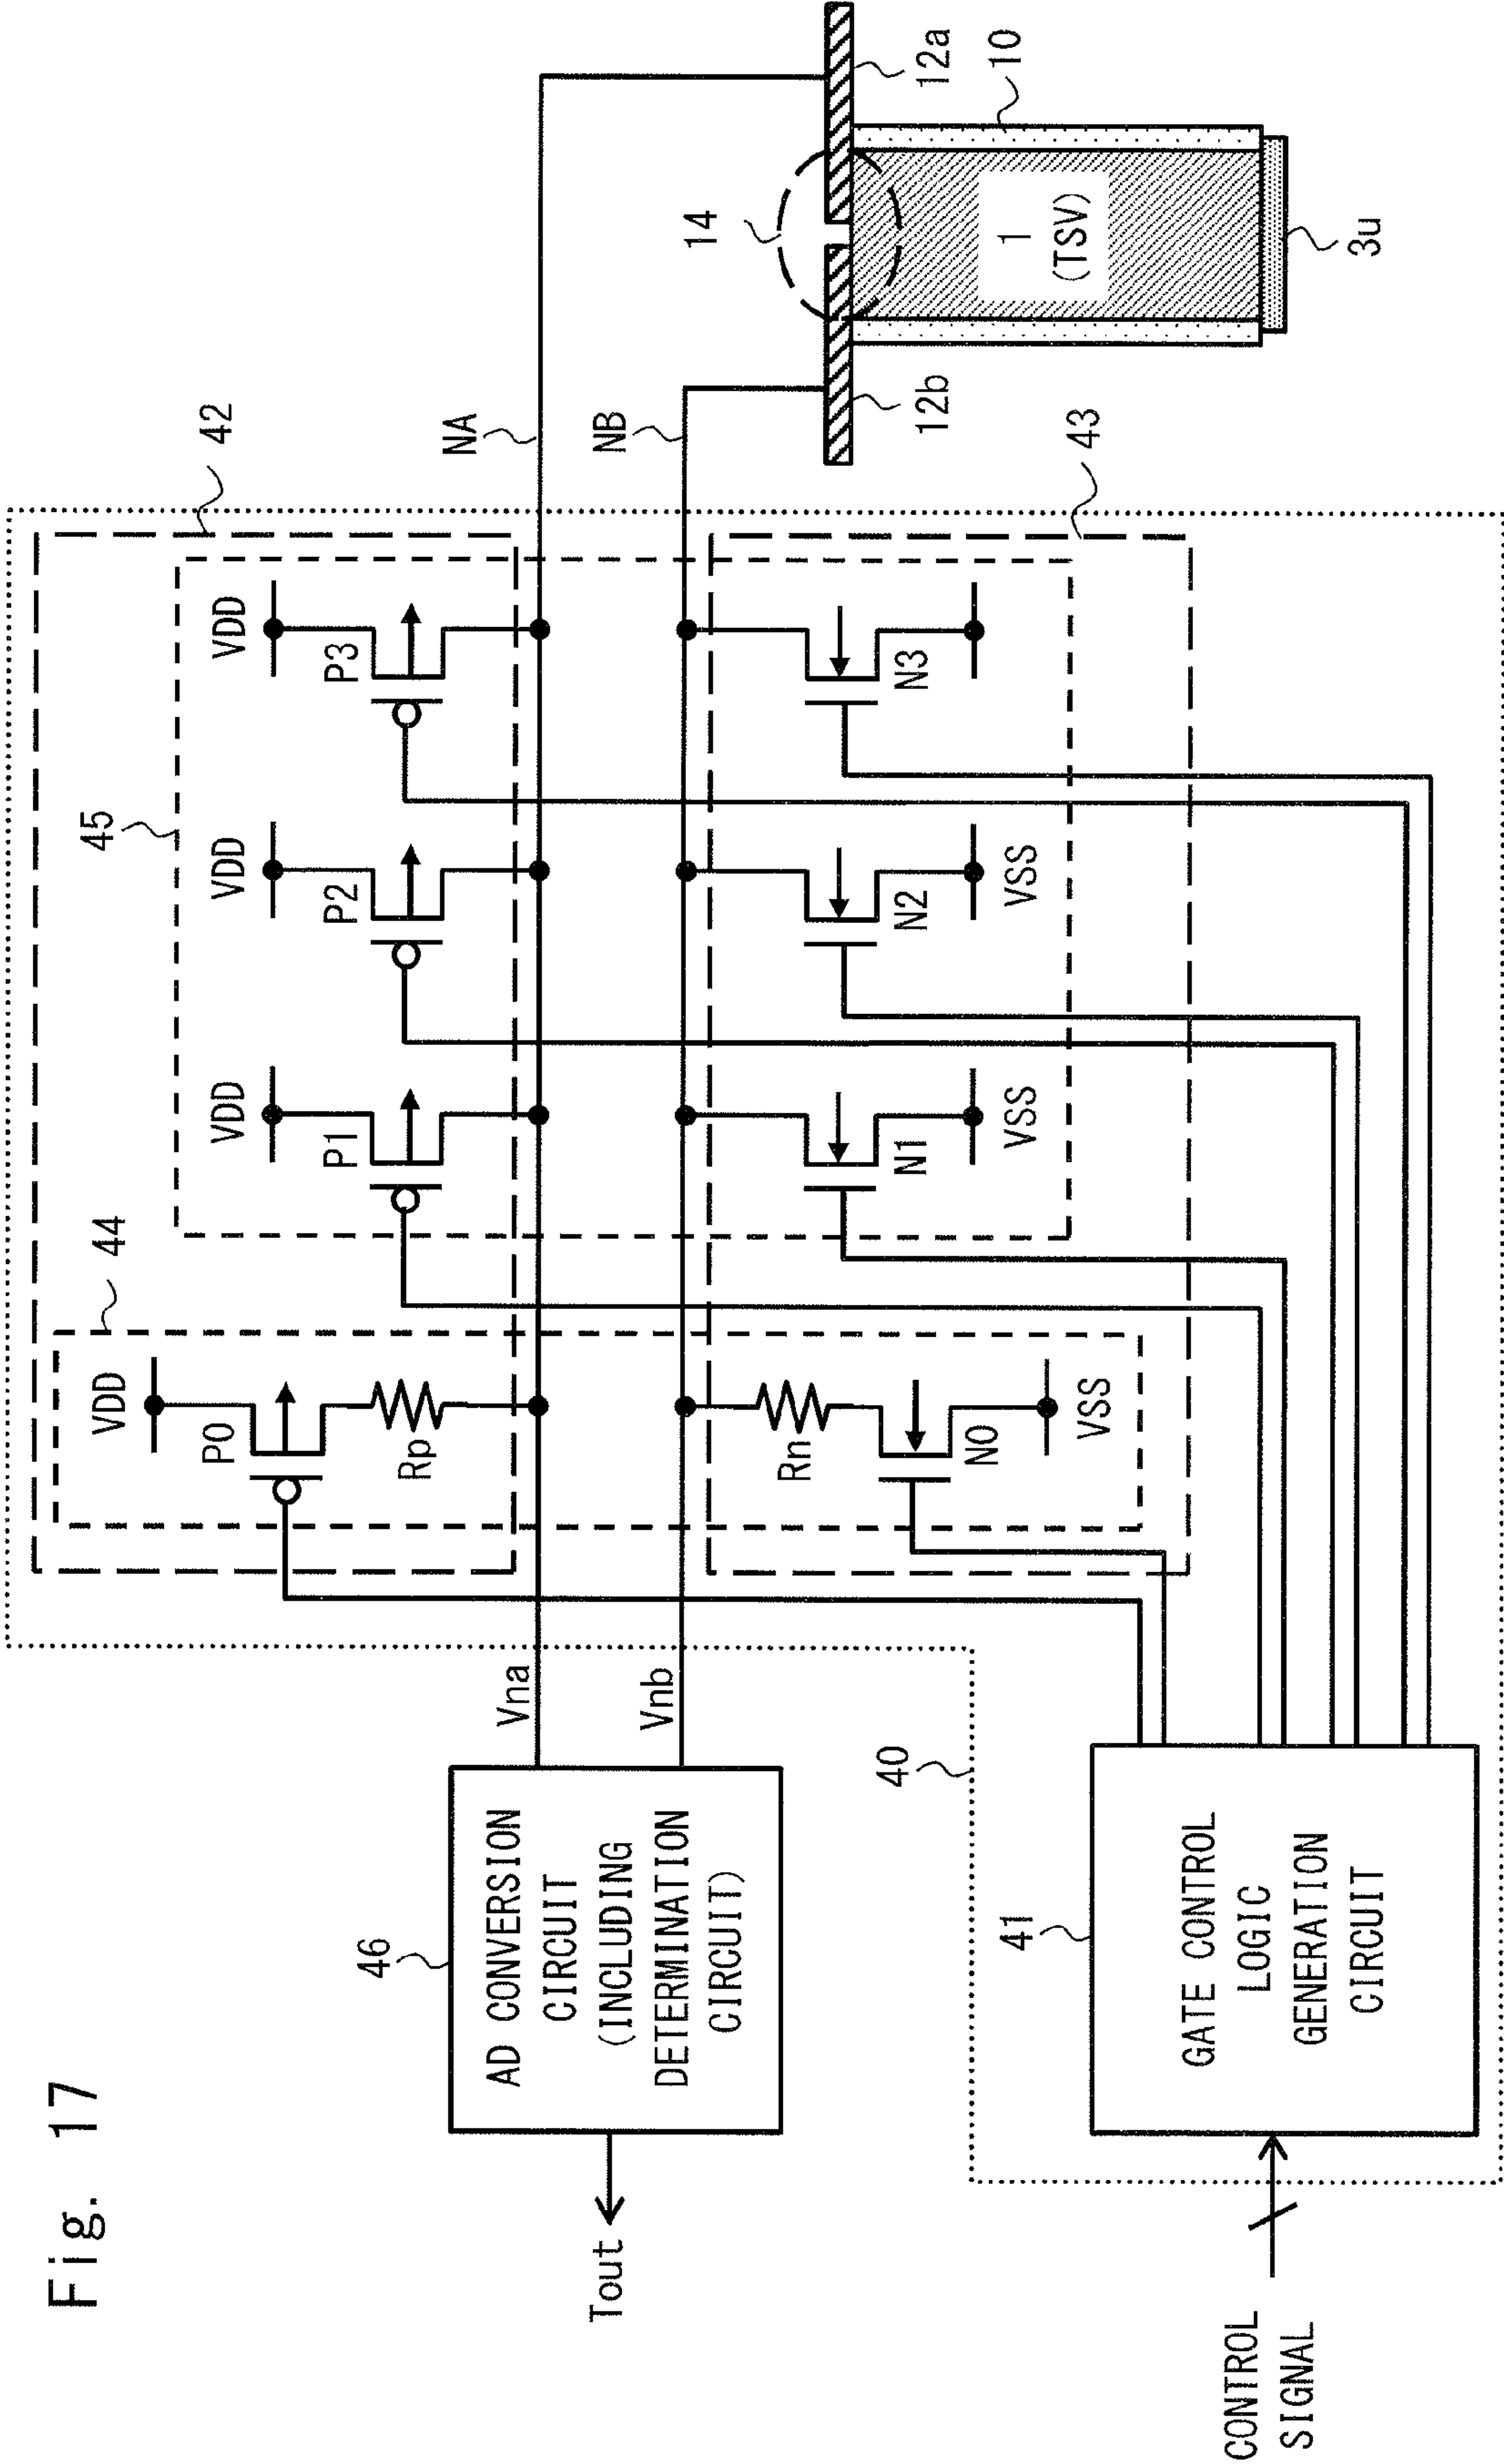 Fig. 17
42
45
44
VDD
VDD
VDD
VDD
P0
P1
P2
P3
Rp
NA
NB
Vna
Vnb
14
12b
12a
10
1
(TSV)
3u
46
AD CONVERSION
CIRCUIT
(INCLUDING
DETERMINATION
CIRCUIT)
Tout
Rn
N0
N1
N2
N3
VSS
VSS
VSS
43
40
41
GATE CONTROL
LOGIC
GENERATION
CIRCUIT
CONTROL
SIGNAL